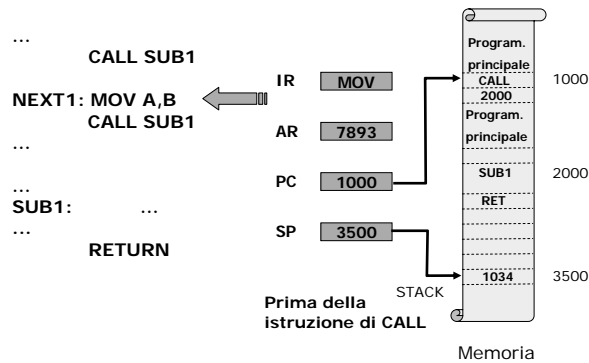 ...
CALL SUB1
NEXT1: MOV A,B
CALL SUB1
...
...
SUB1: ...
...
RETURN
IR MOV
AR 7893
PC 1000
SP 3500
STACK
Prima della
istruzione di CALL
Program.
principale
CALL 1000
2000
Program.
principale
SUB1 2000
RET
1034 3500
Memoria